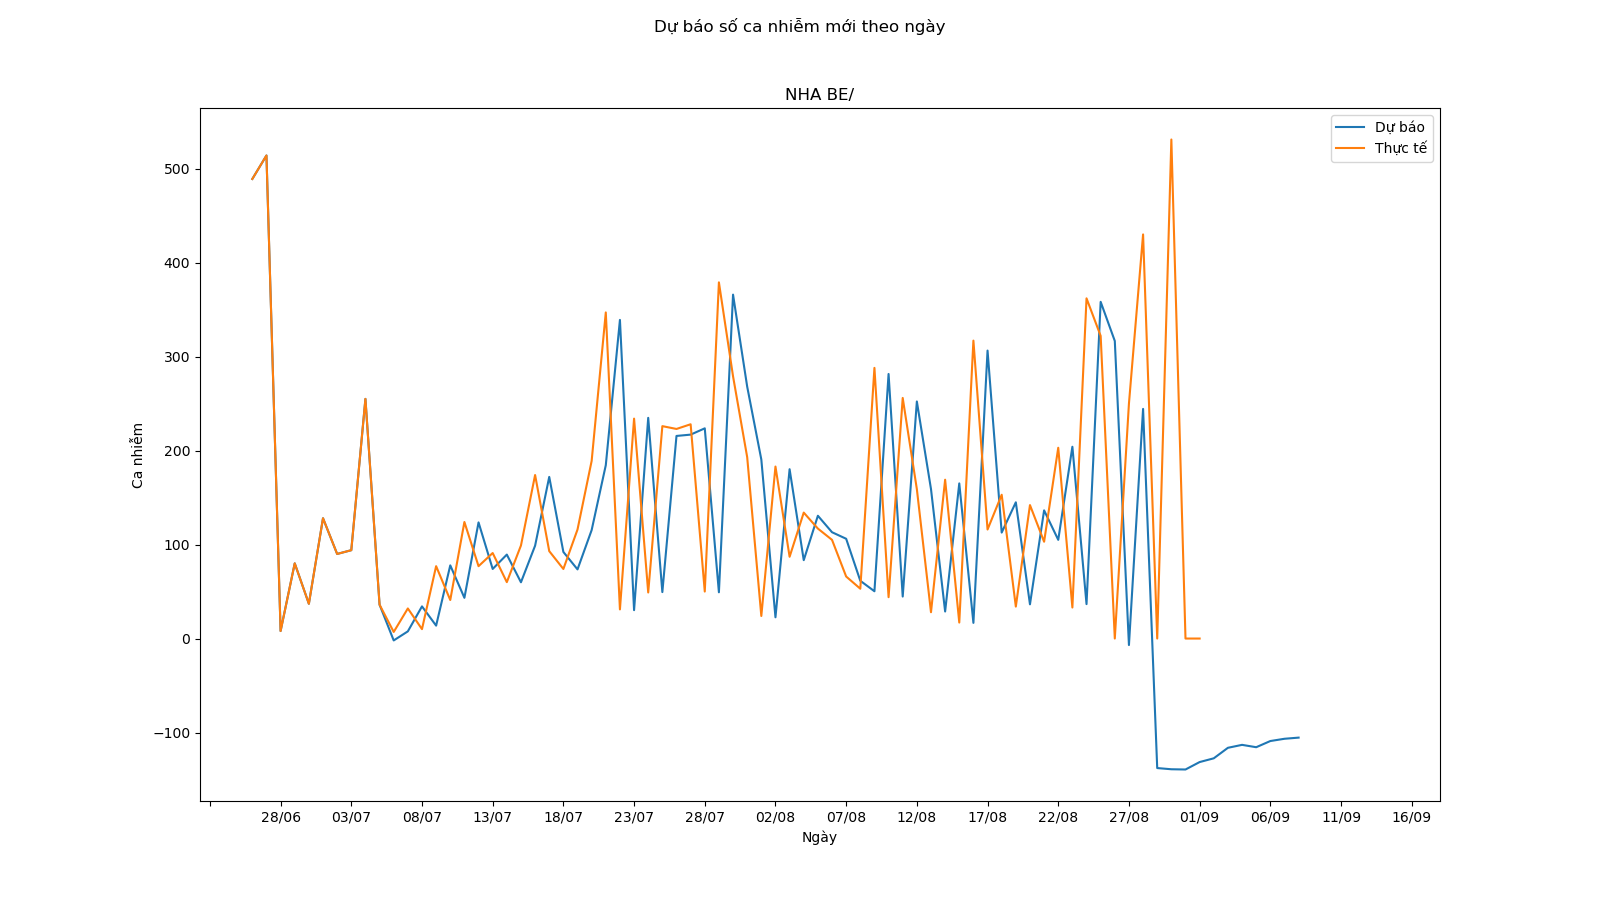 Dự báo số ca nhiễm mới theo ngày
NHA BE/
Dự báo
Thực tế
500
400
300
200
100
0
−100
Ca nhiễm
28/06 03/07 08/07 13/07 18/07 23/07 28/07 02/08 07/08 12/08 17/08 22/08 27/08 01/09 06/09 11/09 16/09
Ngày